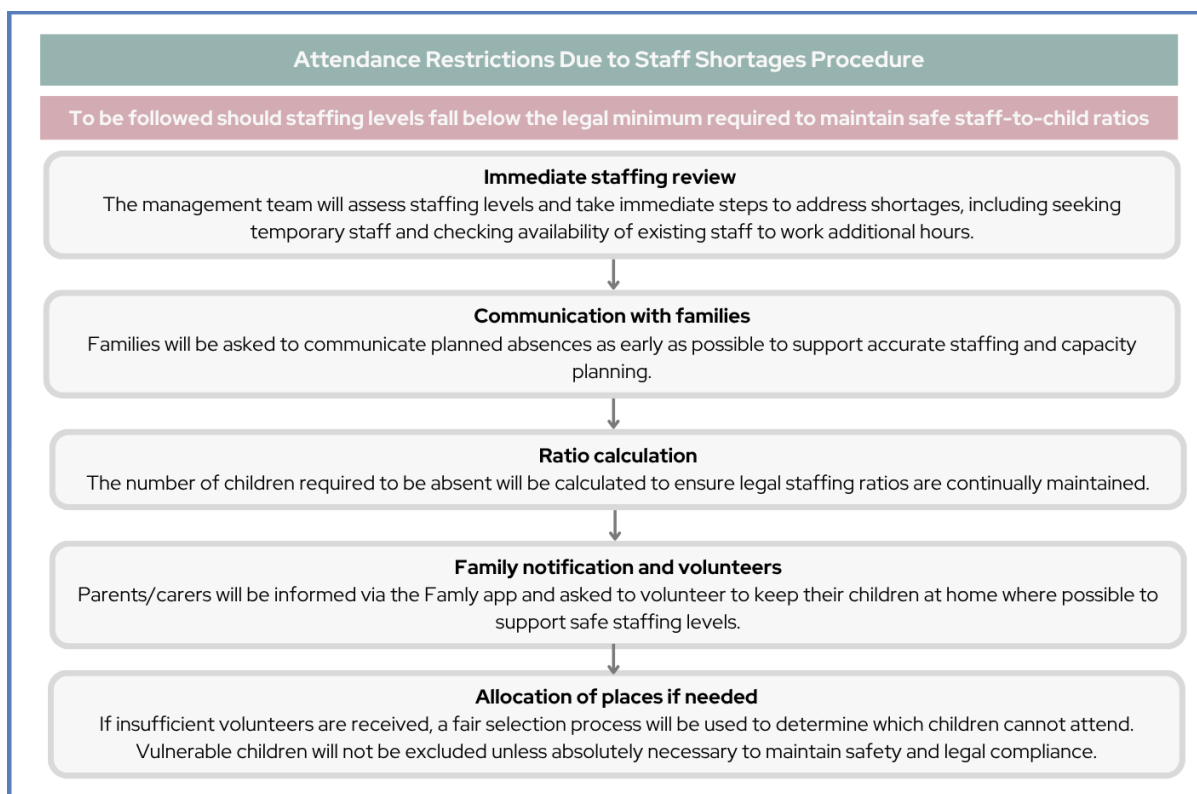 Attendance Restrictions Due to Staff Shortages Procedure
To be followed should staffing levels fall below the legal minimum required to maintain safe staff-to-child ratios
Immediate staffing review
The management team will assess staffing levels and take immediate steps to address shortages, including seeking
temporary staff and checking availability of existing staff to work additional hours.
Communication with families
Families will be asked to communicate planned absences as early as possible to support accurate staffing and capacity
planning.
Ratio calculation
The number of children required to be absent will be calculated to ensure legal staffing ratios are continually maintained.
Family notification and volunteers
Parents/carers will be informed via the Famly app and asked to volunteer to keep their children at home where possible to
support safe staffing levels.
Allocation of places if needed
If insufficient volunteers are received, a fair selection process will be used to determine which children cannot attend.
Vulnerable children will not be excluded unless absolutely necessary to maintain safety and legal compliance.